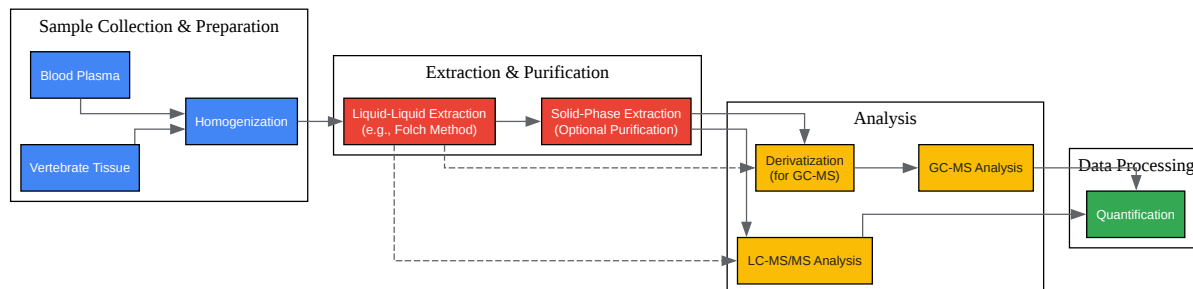 Sample Collection & Preparation
Blood Plasma
Homogenization
Vertebrate Tissue
Extraction & Purification
Liquid-Liquid Extraction
(e.g., Folch Method)
Solid-Phase Extraction
(Optional Purification)
Analysis
Derivatization
(for GC-MS)
GC-MS Analysis
LC-MS/MS Analysis
Data Processing
Quantification